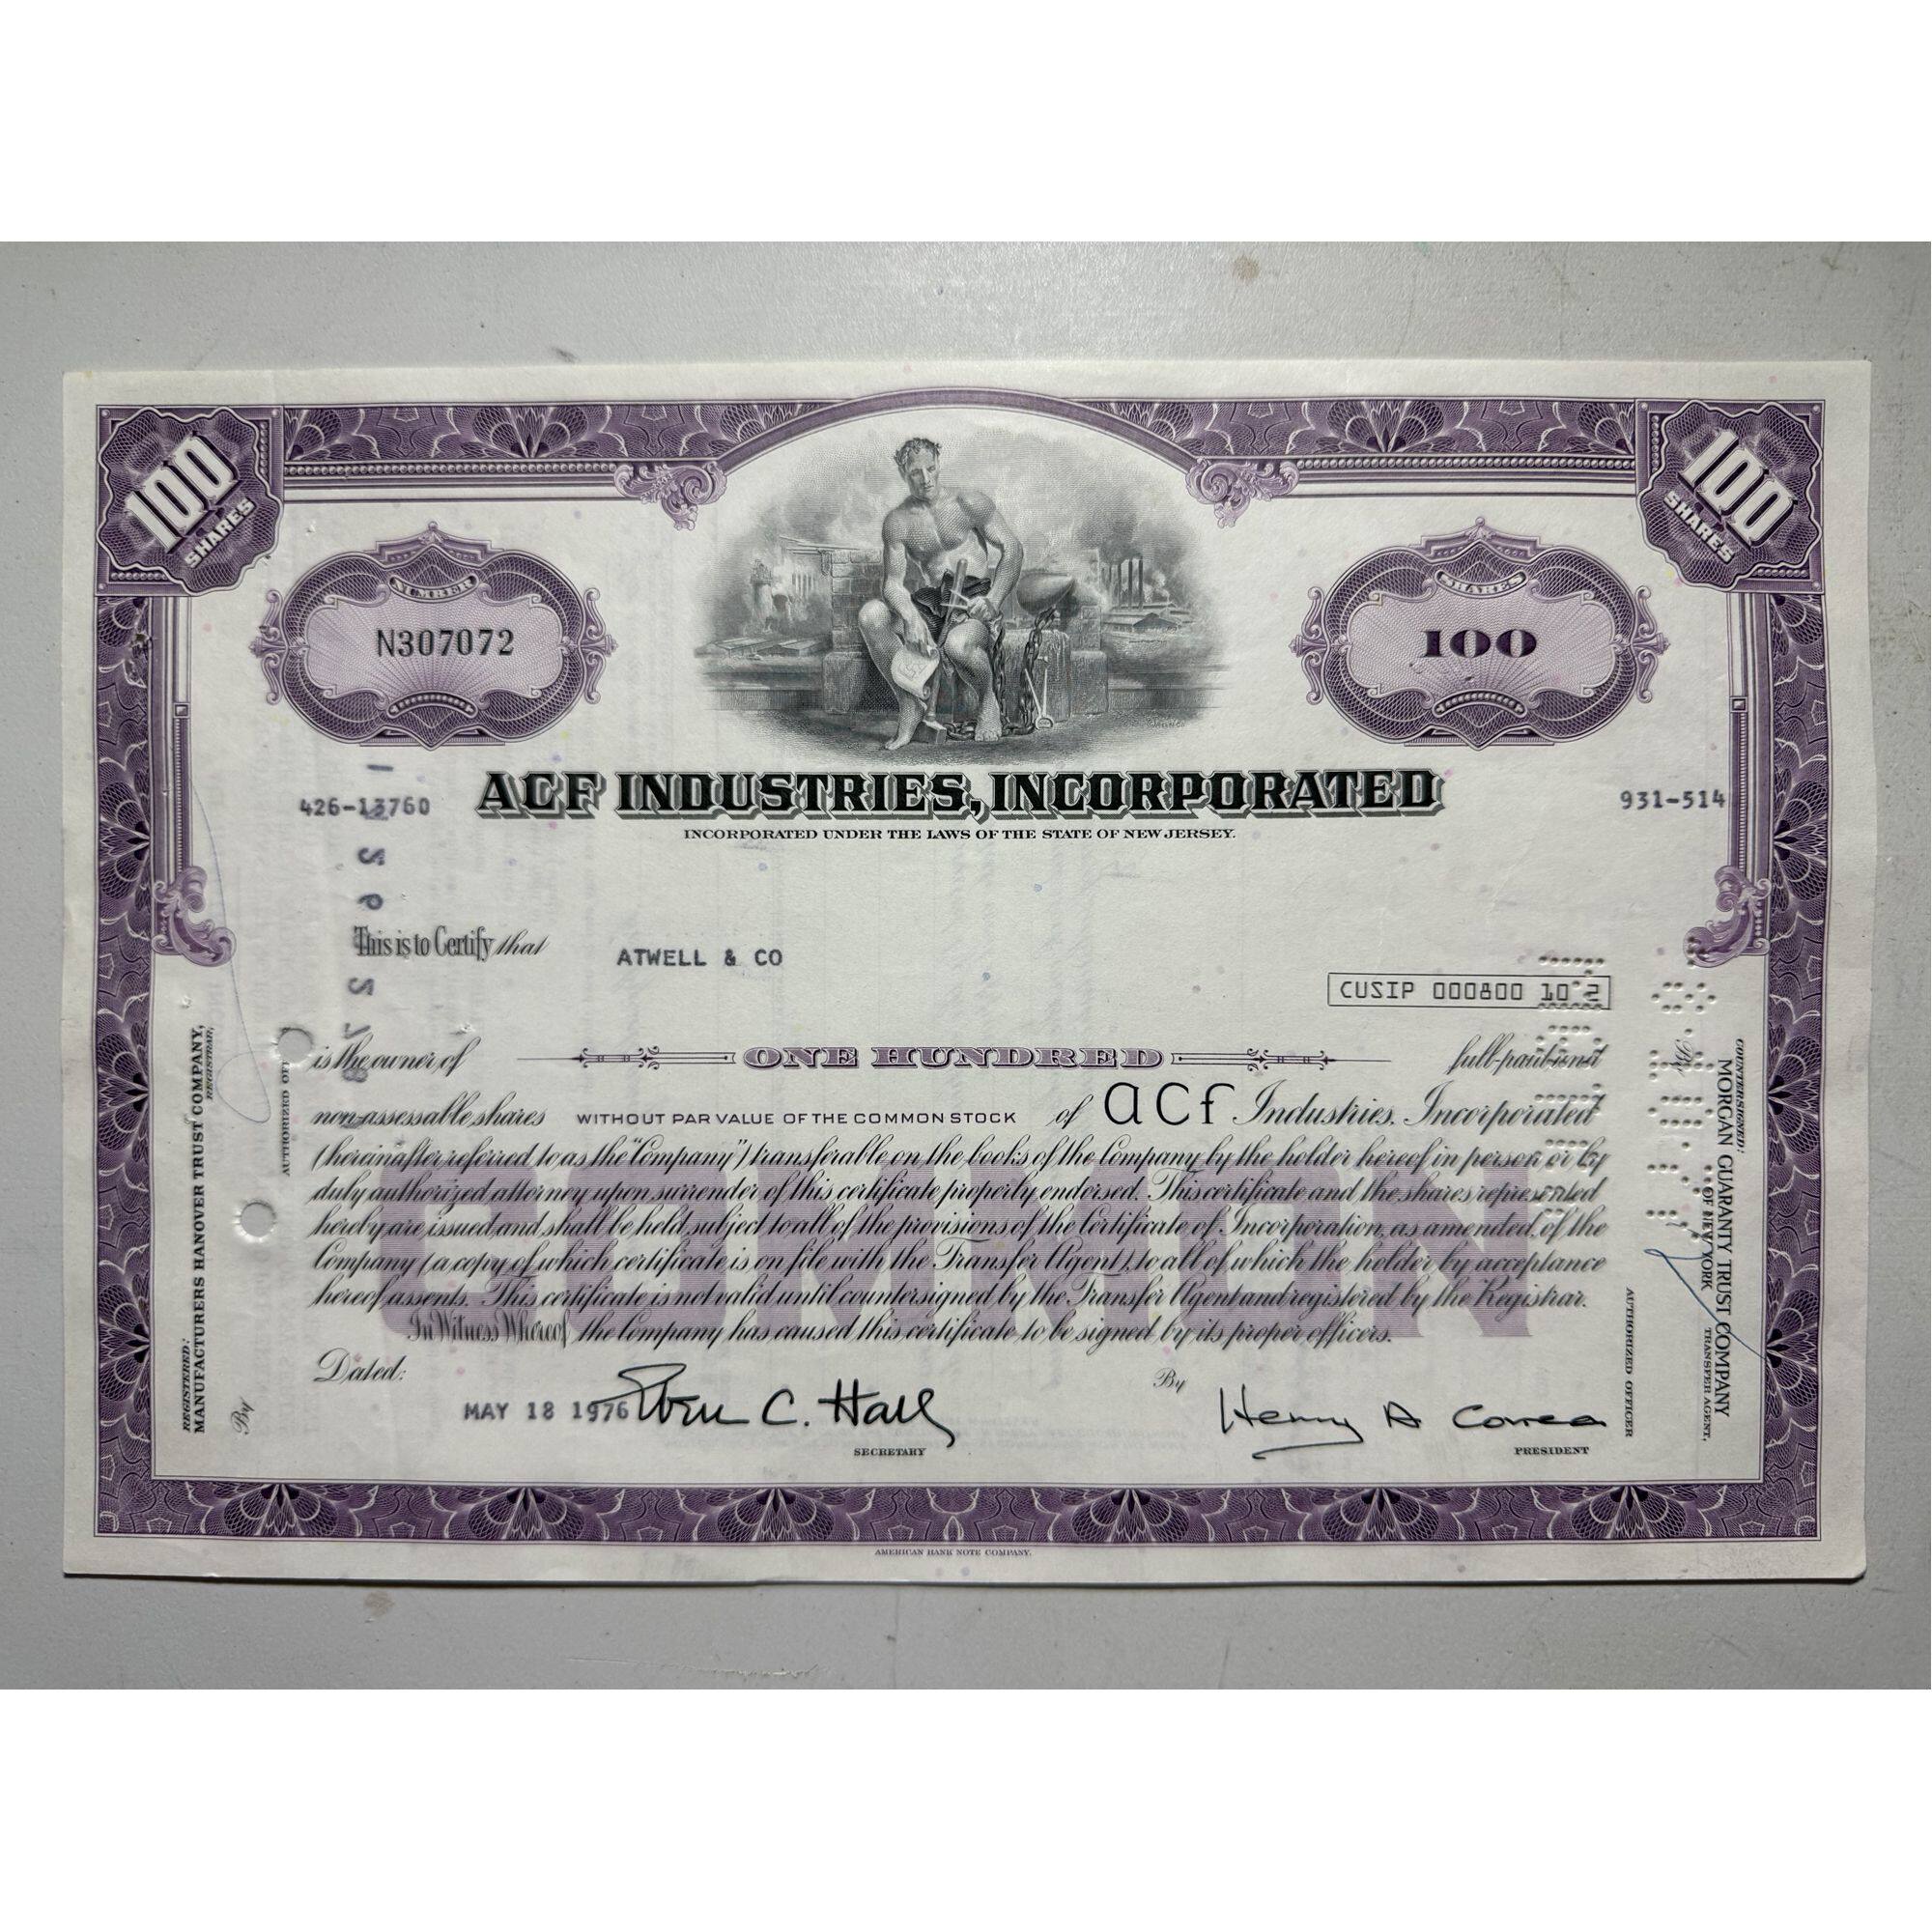 100 SHARES
100 SHARES
NUMBER
N307072
SHARES
100
ACF INDUSTRIES, INCORPORATED
INCORPORATED UNDER THE LAWS OF THE STATE OF NEW JERSEY.
426-13760
931-514
This is to Certify that
ATWELL & CO
CUSIP 000800 10 2
is the owner of
ONE HUNDRED
full-paid and
non-assessable shares WITHOUT PAR VALUE OF THE COMMON STOCK of acf Industries, Incorporated
(hereinafter referred to as the "Company") transferable on the books of the Company by the holder hereof in person or by
duly authorized attorney upon surrender of this certificate properly endorsed. This certificate and the shares represented
hereby are issued and shall be held subject to all of the provisions of the Certificate of Incorporation, as amended, of the
Company (a copy of which certificate is on file with the Transfer Agent), to all of which the holder by acceptance
hereof assents. This certificate is not valid until countersigned by the Transfer Agent and registered by the Registrar.
In Witness Whereof, the Company has caused this certificate to be signed by its proper officers.
COMMON
Dated:
MAY 18 1976
C. Hall
SECRETARY
By
Henry A Correa
PRESIDENT
REGISTERED:
MANUFACTURERS HANOVER TRUST COMPANY,
REGISTRAR,
By
AUTHORIZED
COUNTERSIGNED:
MORGAN GUARANTY TRUST COMPANY
OF NEW YORK
TRANSFER AGENT,
By
AUTHORIZED OFFICER
AMERICAN BANK NOTE COMPANY.